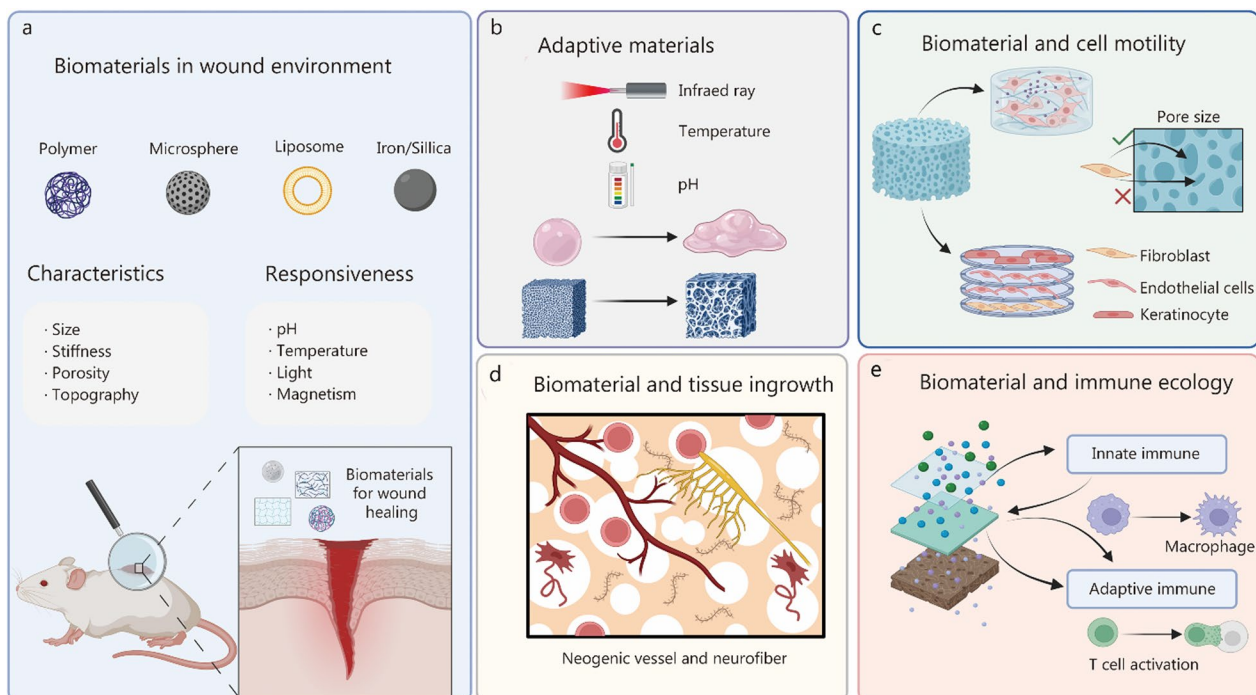 a
Biomaterials in wound environment
Polymer
Microsphere
Liposome
Iron/Sillica
Characteristics
· Size
· Stiffness
· Porosity
· Topography
Responsiveness
· pH
· Temperature
· Light
· Magnetism
Biomaterials
for wound
healing
b
Adaptive materials
Infraed ray
Temperature
pH
c
Biomaterial and cell motility
Pore size
Fibroblast
Endothelial cells
Keratinocyte
d
Biomaterial and tissue ingrowth
Neogenic vessel and neurofiber
e
Biomaterial and immune ecology
Innate immune
Macrophage
Adaptive immune
T cell activation